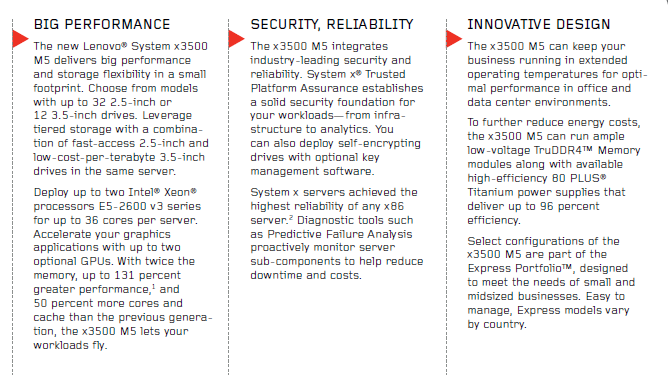 BIG PERFORMANCE
The new Lenovo® System x3500
M5 delivers big performance
and storage flexibility in a small
footprint. Choose from models
with up to 32 2.5-inch or
12 3.5-inch drives. Leverage
tiered storage with a combina-
tion of fast-access 2.5-inch and
low-cost-per-terabyte 3.5-inch
drives in the same server.
Deploy up to two Intel® Xeon®
processors E5-2600 v3 series
for up to 36 cores per server.
Accelerate your graphics
applications with up to two
optional GPUs. With twice the
memory, up to 131 percent
greater performance,¹ and
50 percent more cores and
cache than the previous genera-
tion, the x3500 M5 lets your
workloads fly.
SECURITY, RELIABILITY
The x3500 M5 integrates
industry-leading security and
reliability. System x® Trusted
Platform Assurance establishes
a solid security foundation for
your workloads—from infra-
structure to analytics. You
can also deploy self-encrypting
drives with optional key
management software.
System x servers achieved the
highest reliability of any x86
server.² Diagnostic tools such
as Predictive Failure Analysis
proactively monitor server
sub-components to help reduce
downtime and costs.
INNOVATIVE DESIGN
The x3500 M5 can keep your
business running in extended
operating temperatures for opti-
mal performance in office and
data center environments.
To further reduce energy costs,
the x3500 M5 can run ample
low-voltage TruDDR4™ Memory
modules along with available
high-efficiency 80 PLUS®
Titanium power supplies that
deliver up to 96 percent
efficiency.
Select configurations of the
x3500 M5 are part of the
Express Portfolio™, designed
to meet the needs of small and
midsized businesses. Easy to
manage, Express models vary
by country.